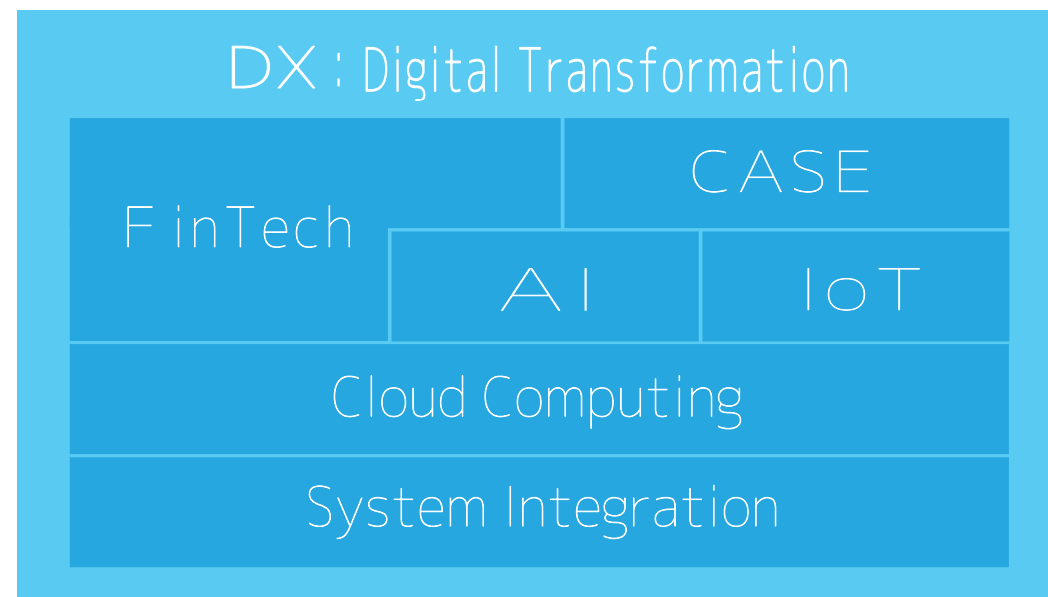 DX：Digital Transformation
CASE
FinTech
AI
IoT
Cloud Computing
System Integration